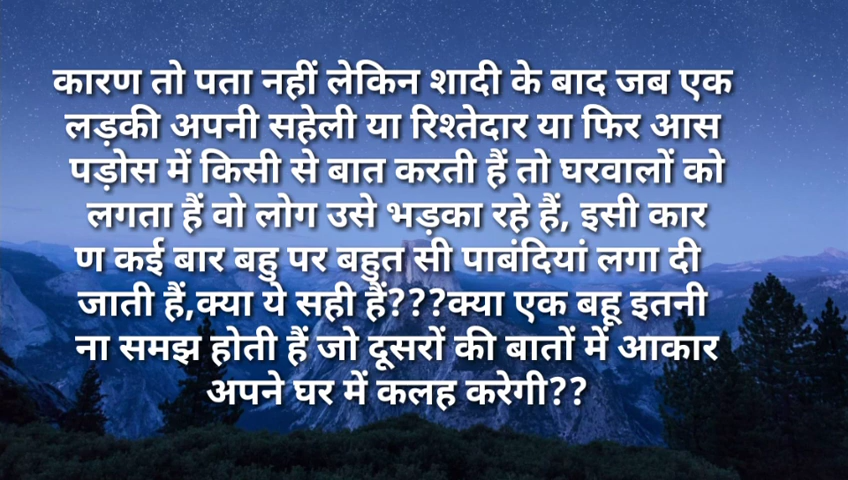 कारण तो पता नहीं लेकिन शादी के बाद जब एक
लड़की अपनी सहेली या रिश्तेदार या फिर आस
पड़ोस में किसी से बात करती हैं तो घरवालों को
लगता हैं वो लोग उसे भड़का रहे हैं, इसी कार
ण कई बार बहु पर बहुत सी पाबंदियां लगा दी
जाती हैं,क्या ये सही हैं???क्या एक बहू इतनी
ना समझ होती हैं जो दूसरों की बातों में आकार
अपने घर में कलह करेगी??